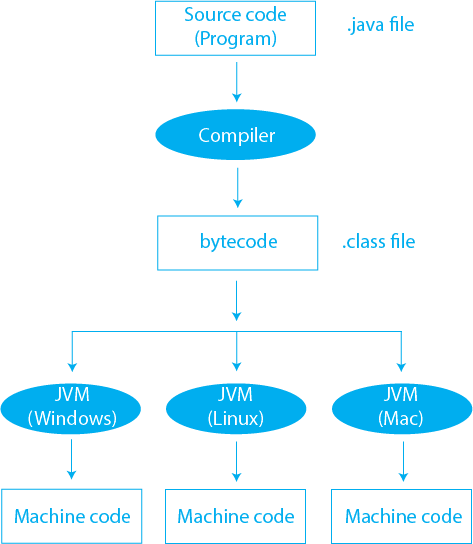 Source code
(Program)
.java file
Compiler
bytecode
.class file
JVM
(Windows)
JVM
(Linux)
JVM
(Mac)
Machine code
Machine code
Machine code